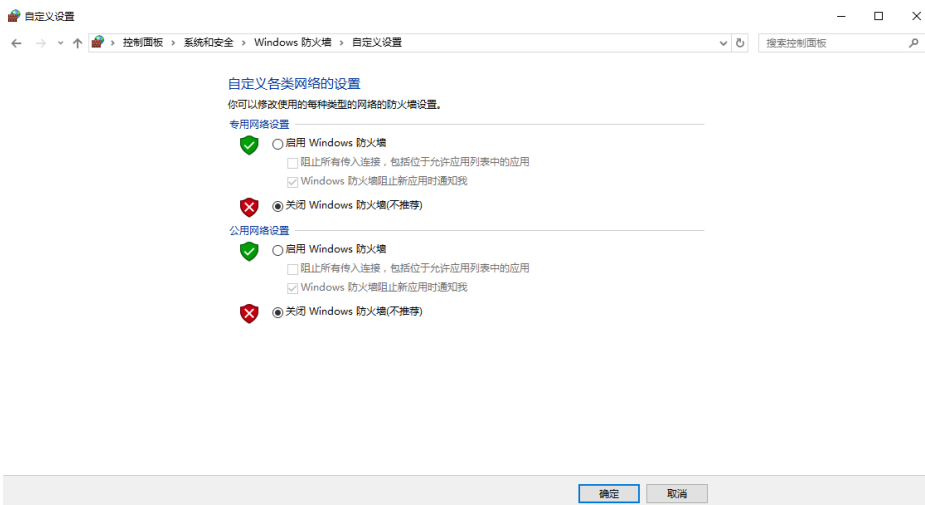 自定义设置
控制面板 › 系统和安全 › Windows 防火墙 › 自定义设置
搜索控制面板
自定义各类网络的设置
你可以修改使用的每种类型的网络的防火墙设置。
专用网络设置
启用 Windows 防火墙
阻止所有传入连接，包括位于允许应用列表中的应用
Windows 防火墙阻止新应用时通知我
关闭 Windows 防火墙(不推荐)
公用网络设置
启用 Windows 防火墙
阻止所有传入连接，包括位于允许应用列表中的应用
Windows 防火墙阻止新应用时通知我
关闭 Windows 防火墙(不推荐)
确定 取消